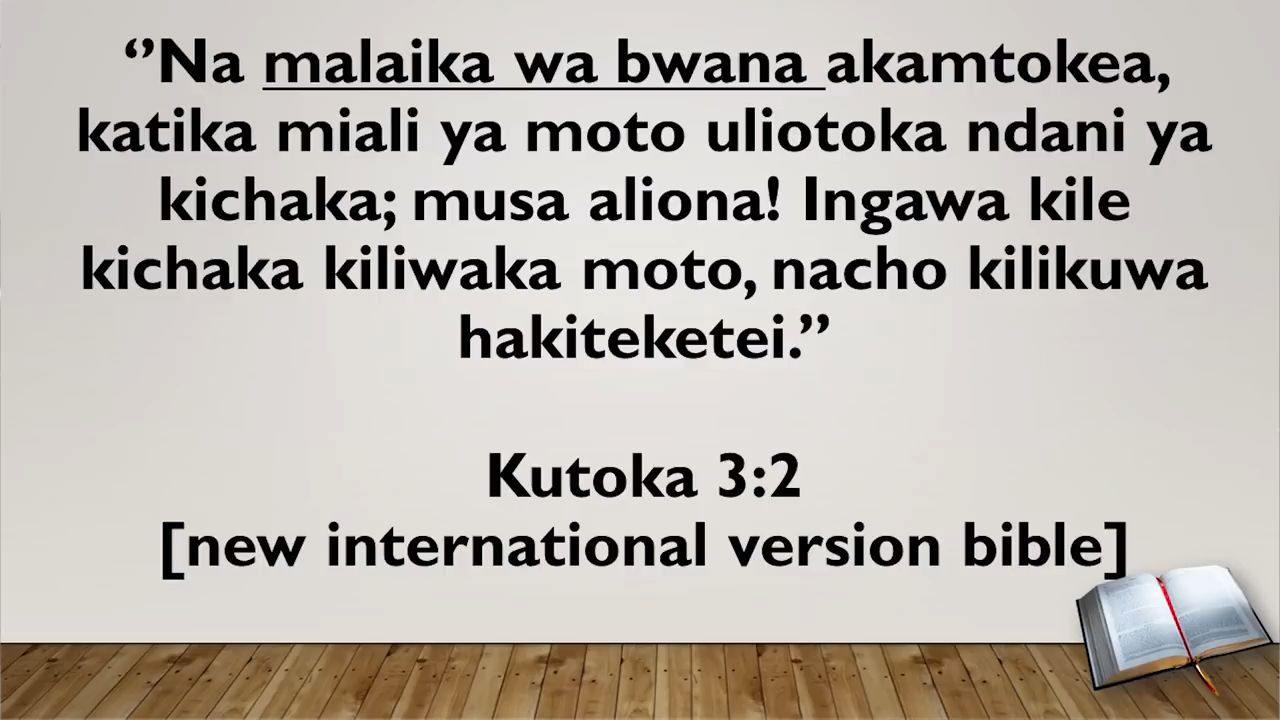 ‘’Na malaika wa bwana akamtokea,
katika miali ya moto uliotoka ndani ya
kichaka; musa aliona! Ingawa kile
kichaka kiliwaka moto, nacho kilikuwa
hakiteketei.’’
Kutoka 3:2
[new international version bible]